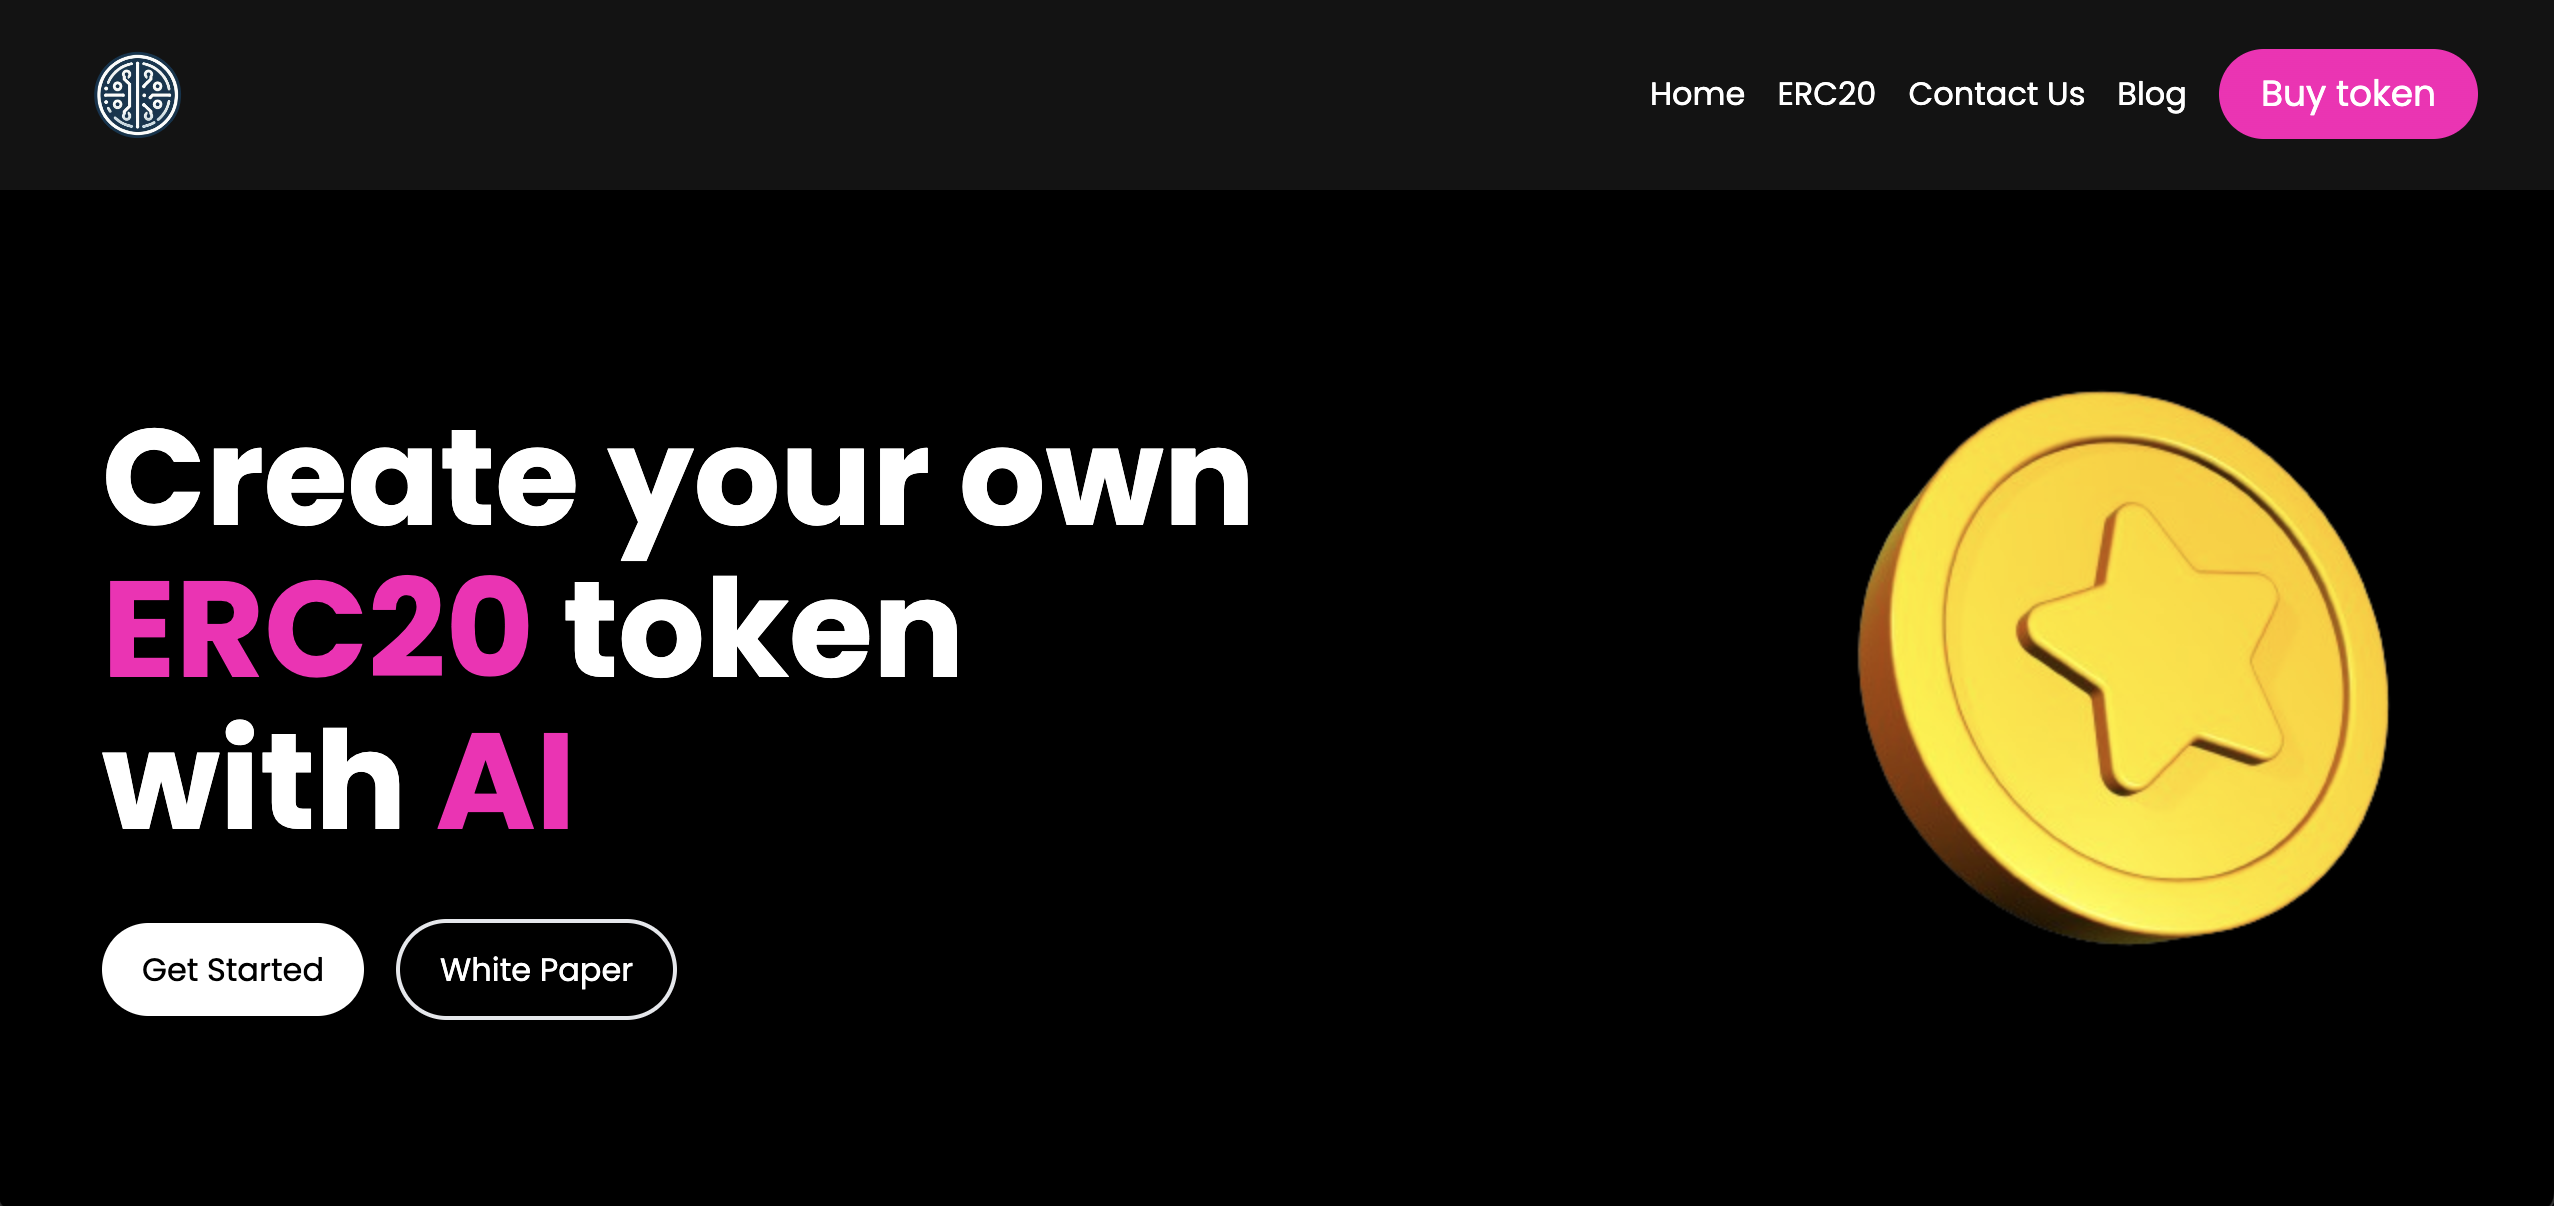 Home ERC20 Contact Us Blog Buy token
Create your own
ERC20 token
with AI
Get Started White Paper